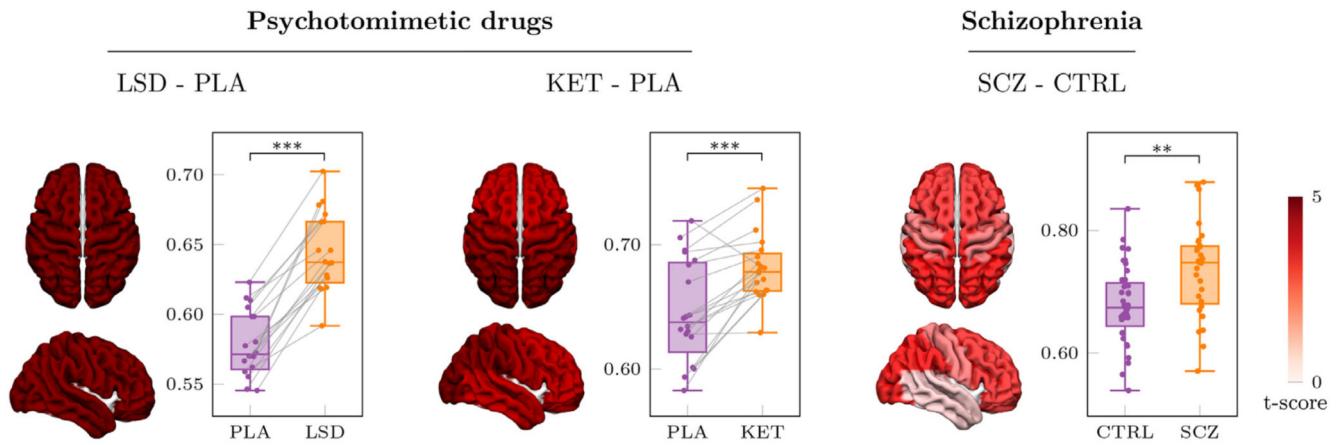 Psychotomimetic drugs
Schizophrenia
LSD - PLA
KET - PLA
SCZ - CTRL
***
0.70
0.65
0.60
0.55
PLA LSD
***
0.70
0.60
PLA KET
**
0.80
0.60
CTRL SCZ
5
0
t-score